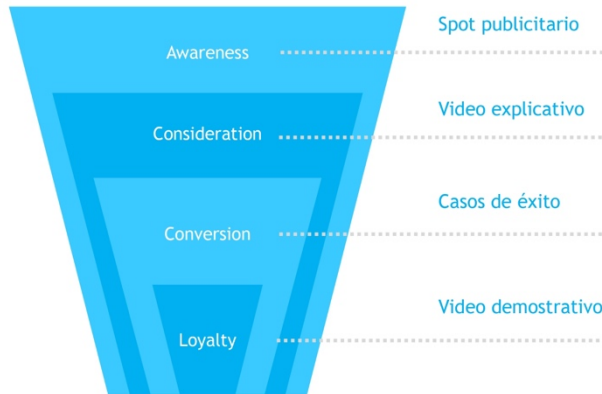 Spot publicitario
Awareness
Video explicativo
Consideration
Casos de éxito
Conversion
Video demostrativo
Loyalty